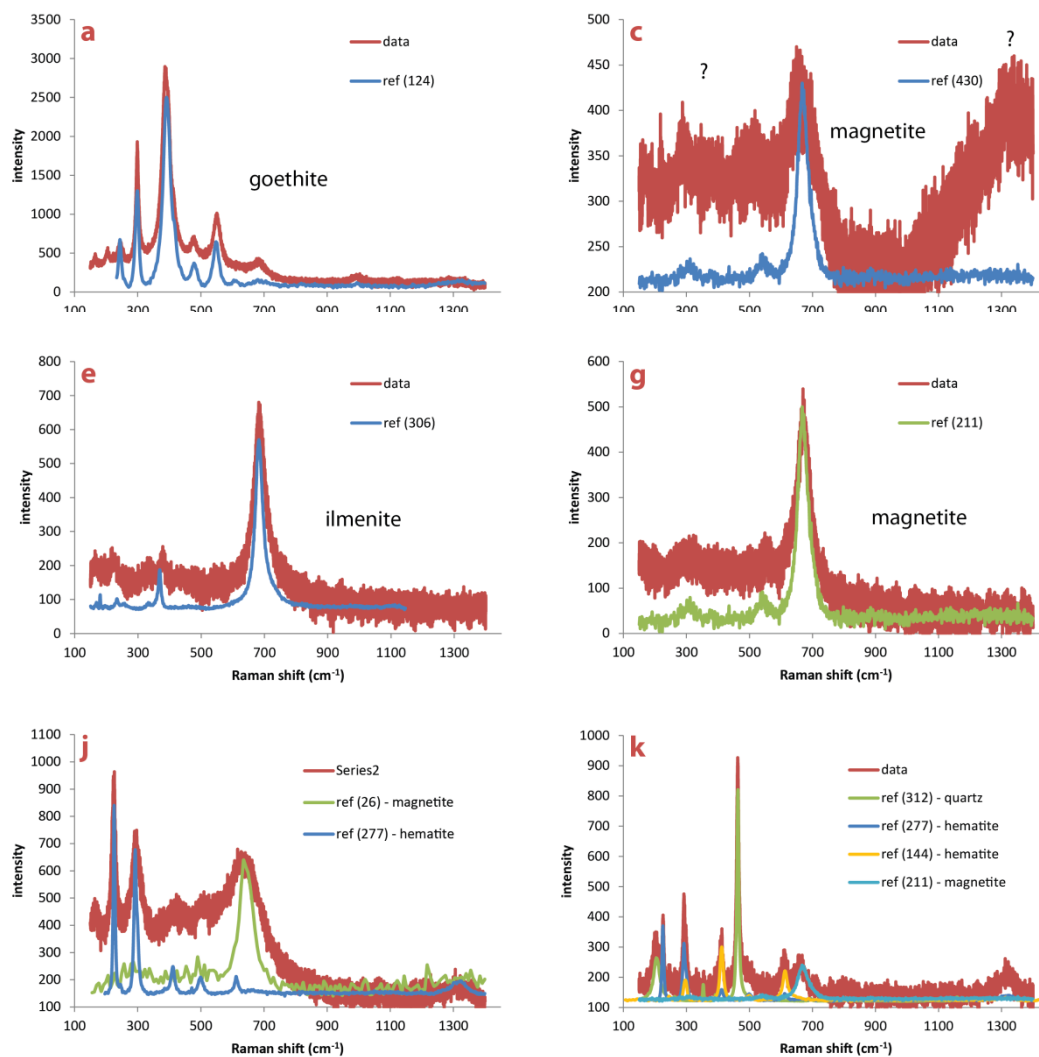 a
3500
3000
2500
2000
1500
1000
500
0
intensity
data
ref (124)
goethite
100 300 500 700 900 1100 1300
c
500
450
400
350
300
250
200
intensity
?
?
data
ref (430)
magnetite
100 300 500 700 900 1100 1300
e
800
700
600
500
400
300
200
100
0
intensity
data
ref (306)
ilmenite
100 300 500 700 900 1100 1300
Raman shift (cm⁻¹)
g
600
500
400
300
200
100
0
intensity
data
ref (211)
magnetite
100 300 500 700 900 1100 1300
Raman shift (cm⁻¹)
j
1100
1000
900
800
700
600
500
400
300
200
100
intensity
Series2
ref (26) - magnetite
ref (277) - hematite
100 300 500 700 900 1100 1300
Raman shift (cm⁻¹)
k
1000
900
800
700
600
500
400
300
200
100
intensity
data
ref (312) - quartz
ref (277) - hematite
ref (144) - hematite
ref (211) - magnetite
100 300 500 700 900 1100 1300
Raman shift (cm⁻¹)